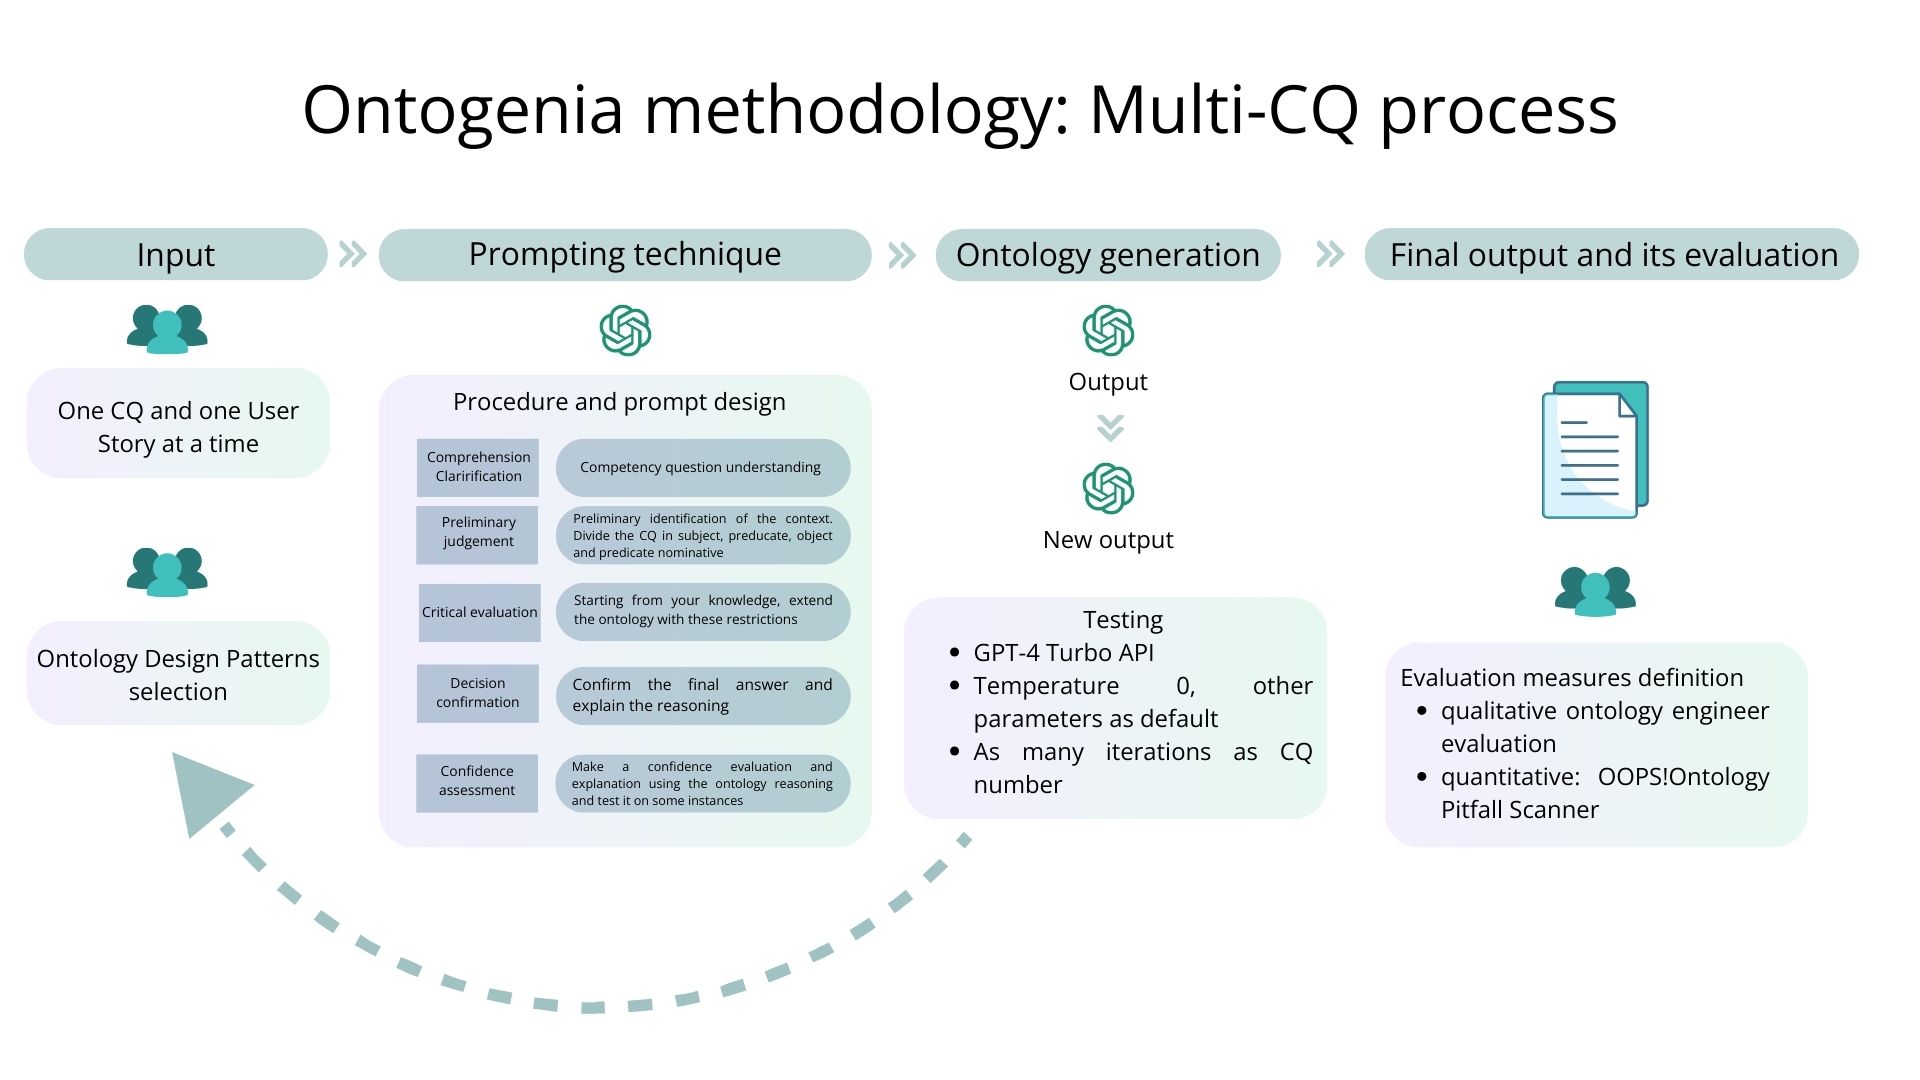 Ontogenia methodology: Multi-CQ process
Input
Prompting technique
Ontology generation
Final output and its evaluation
One CQ and one User
Story at a time
Ontology Design Patterns
selection
Procedure and prompt design
Comprehension
Clarirification
Competency question understanding
Preliminary
judgement
Preliminary identification of the context.
Divide the CQ in subject, preducate, object
and predicate nominative
Critical evaluation
Starting from your knowledge, extend
the ontology with these restrictions
Decision
confirmation
Confirm the final answer and
explain the reasoning
Confidence
assessment
Make a confidence evaluation and
explanation using the ontology reasoning
and test it on some instances
Output
New output
Testing
• GPT-4 Turbo API
• Temperature 0, other
parameters as default
• As many iterations as CQ
number
Evaluation measures definition
• qualitative ontology engineer
evaluation
• quantitative: OOPS!Ontology
Pitfall Scanner